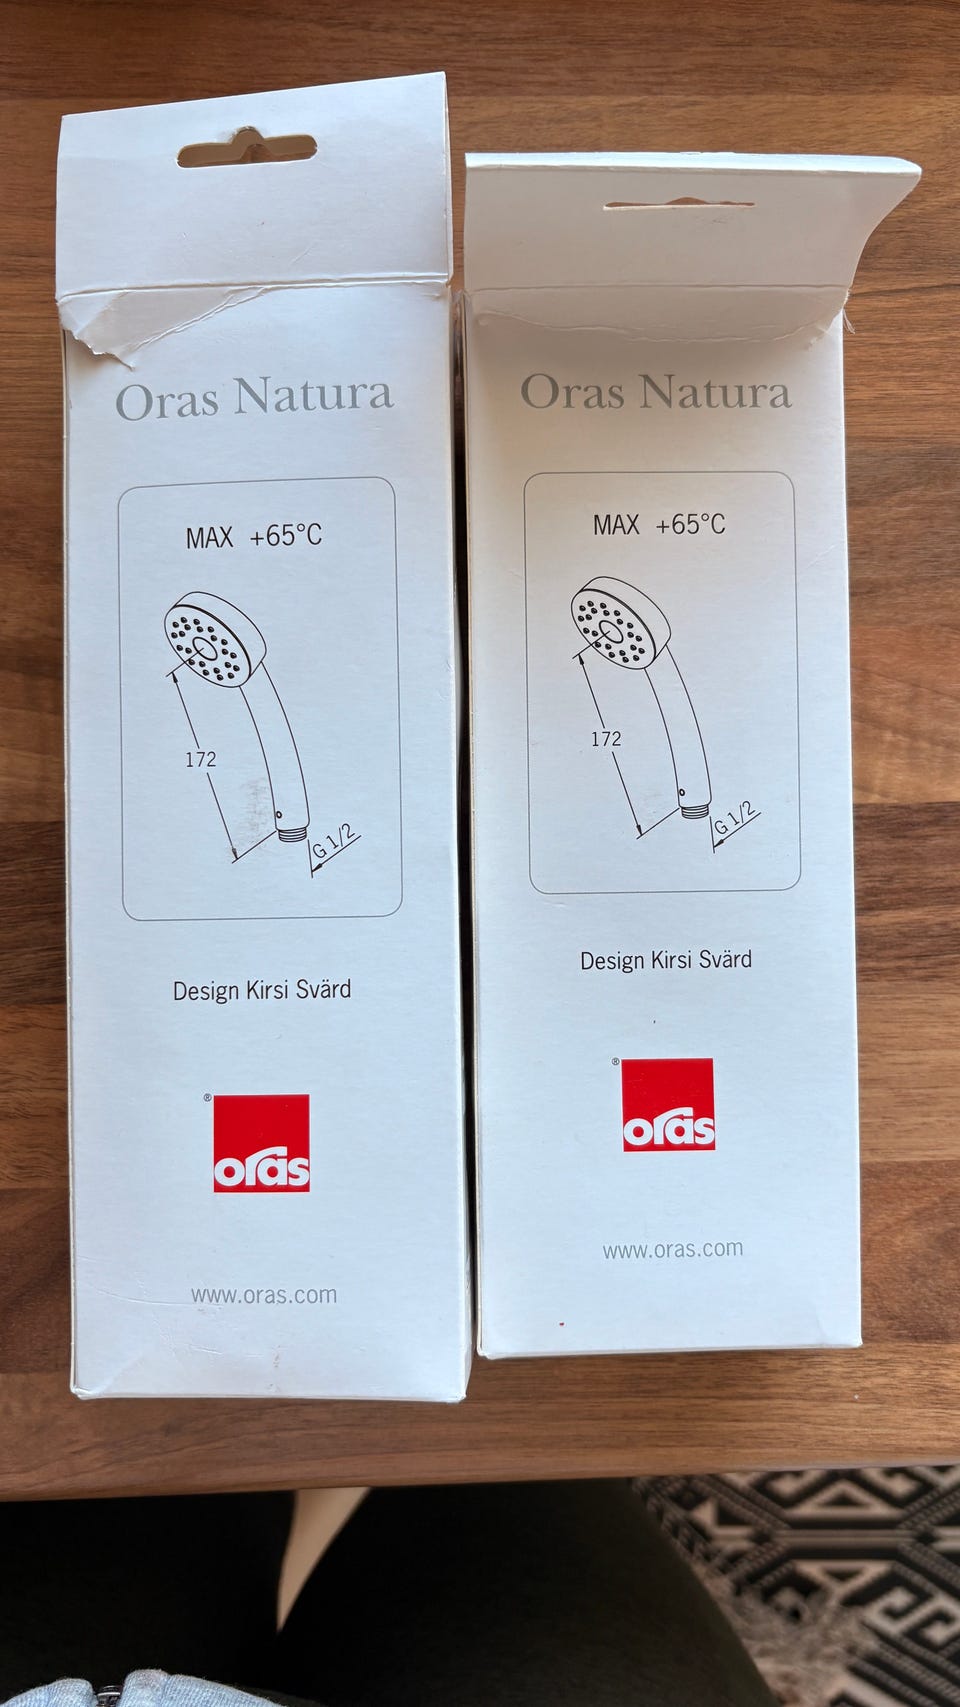 Oras Natura
MAX +65°C
172
G 1/2
Design Kirsi Svärd
®
oras
www.oras.com
Oras Natura
MAX +65°C
172
G 1/2
Design Kirsi Svärd
®
oras
www.oras.com